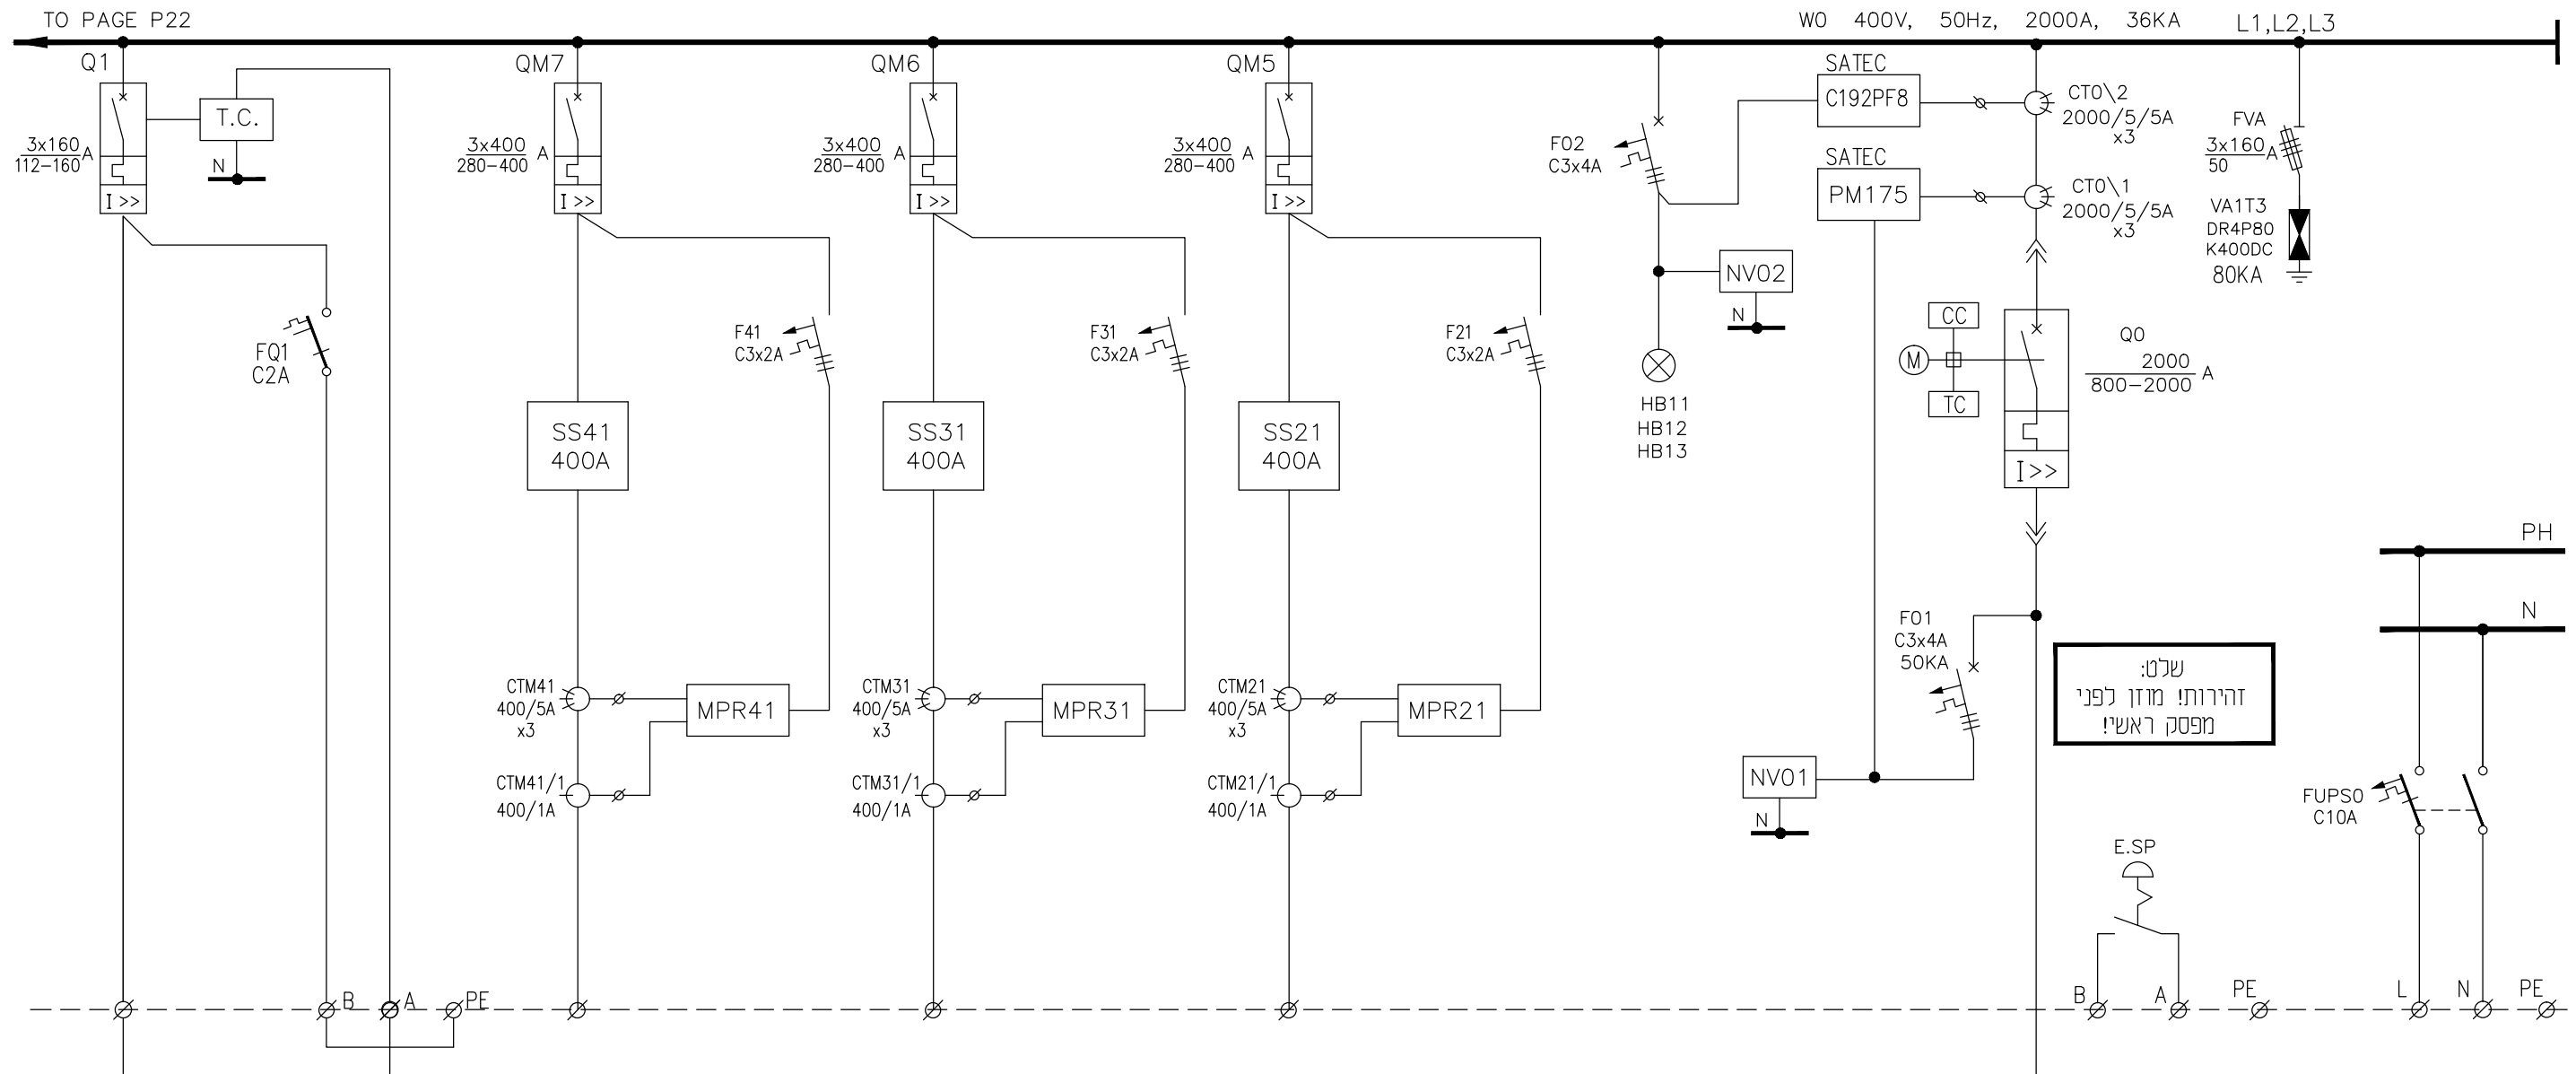 TO PAGE P22
W0 400V, 50Hz, 2000A, 36KA
L1,L2,L3
Q1
3x160
112-160
A
I >>
T.C.
N
FQ1
C2A
QM7
3x400
280-400
A
I >>
F41
C3x2A
SS41
400A
CTM41
400/5A
x3
MPR41
CTM41/1
400/1A
QM6
3x400
280-400
A
I >>
F31
C3x2A
SS31
400A
CTM31
400/5A
x3
MPR31
CTM31/1
400/1A
QM5
3x400
280-400
A
I >>
F21
C3x2A
SS21
400A
CTM21
400/5A
x3
MPR21
CTM21/1
400/1A
F02
C3x4A
NV02
N
HB11
HB12
HB13
SATEC
C192PF8
CT0\2
2000/5/5A
x3
SATEC
PM175
CT0\1
2000/5/5A
x3
FVA
3x160
50
A
VA1T3
DR4P80
K400DC
80KA
CC
M
TC
Q0
2000
800-2000
A
I >>
F01
C3x4A
50KA
NV01
N
שלט:
זהירות! מוזן לפני
מפסק ראשי!
PH
N
FUPS0
C10A
E.SP
B
A
PE
B
A
PE
L
N
PE